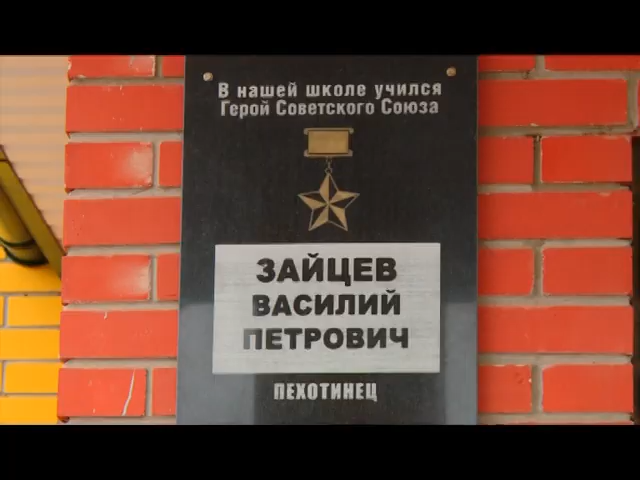 В нашей школе учился
Герой Советского Союза
ЗАЙЦЕВ
ВАСИЛИЙ
ПЕТРОВИЧ
ПЕХОТИНЕЦ